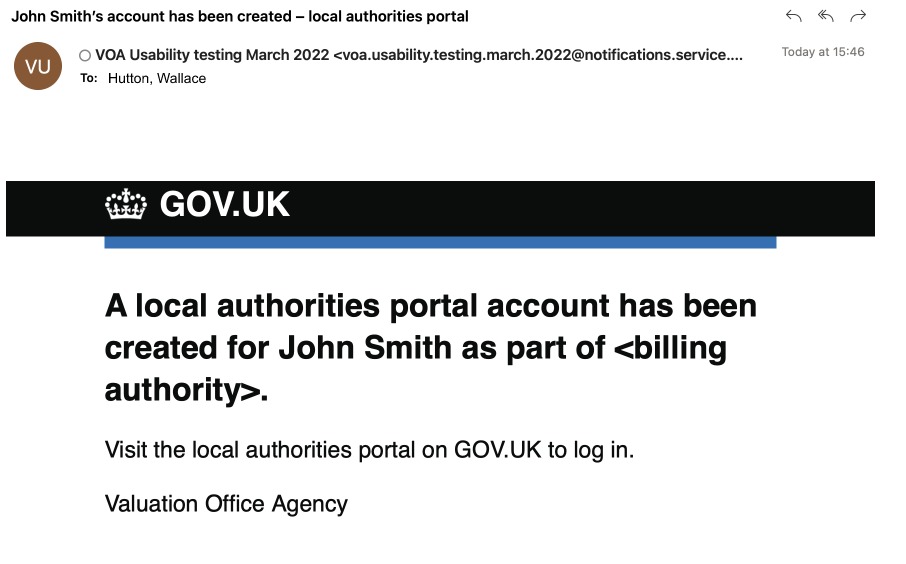 John Smith’s account has been created – local authorities portal
VU
VOA Usability testing March 2022 <voa.usability.testing.march.2022@notifications.service....
Today at 15:46
To: Hutton, Wallace
GOV.UK
A local authorities portal account has been
created for John Smith as part of <billing
authority>.
Visit the local authorities portal on GOV.UK to log in.
Valuation Office Agency